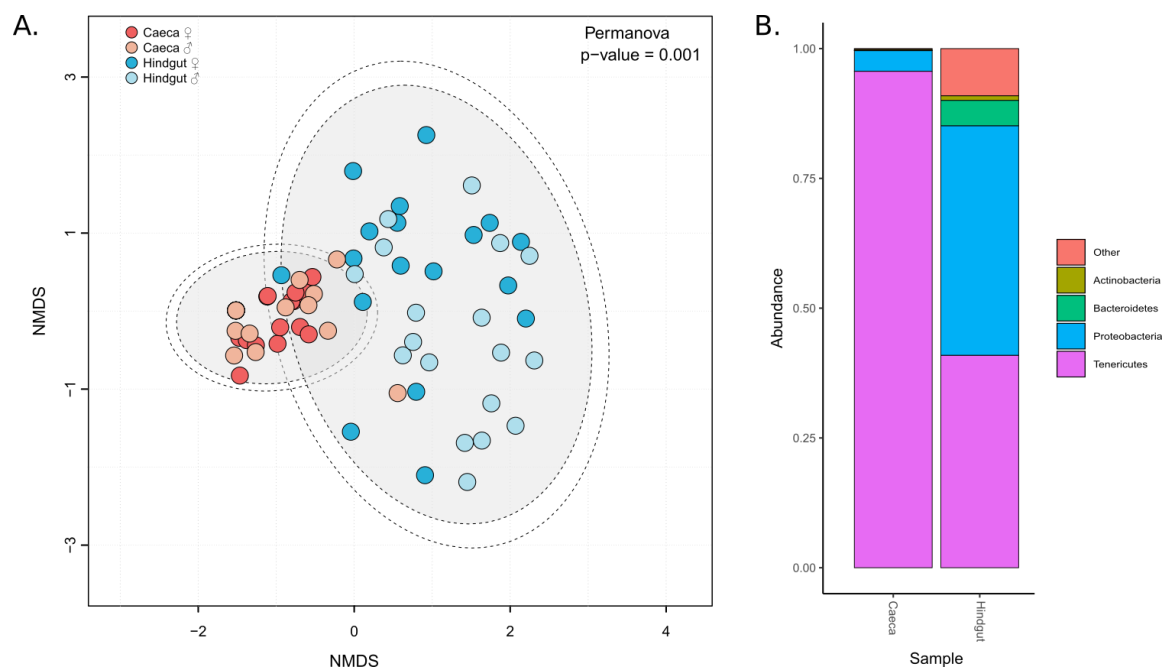 A.
Caeca ♀
Caeca ♂
Hindgut ♀
Hindgut ♂
Permanova
p−value = 0.001
NMDS
3
1
−1
−3
−2
0
2
4
NMDS
B.
Abundance
1.00
0.75
0.50
0.25
0.00
Caeca
Hindgut
Sample
Other
Actinobacteria
Bacteroidetes
Proteobacteria
Tenericutes